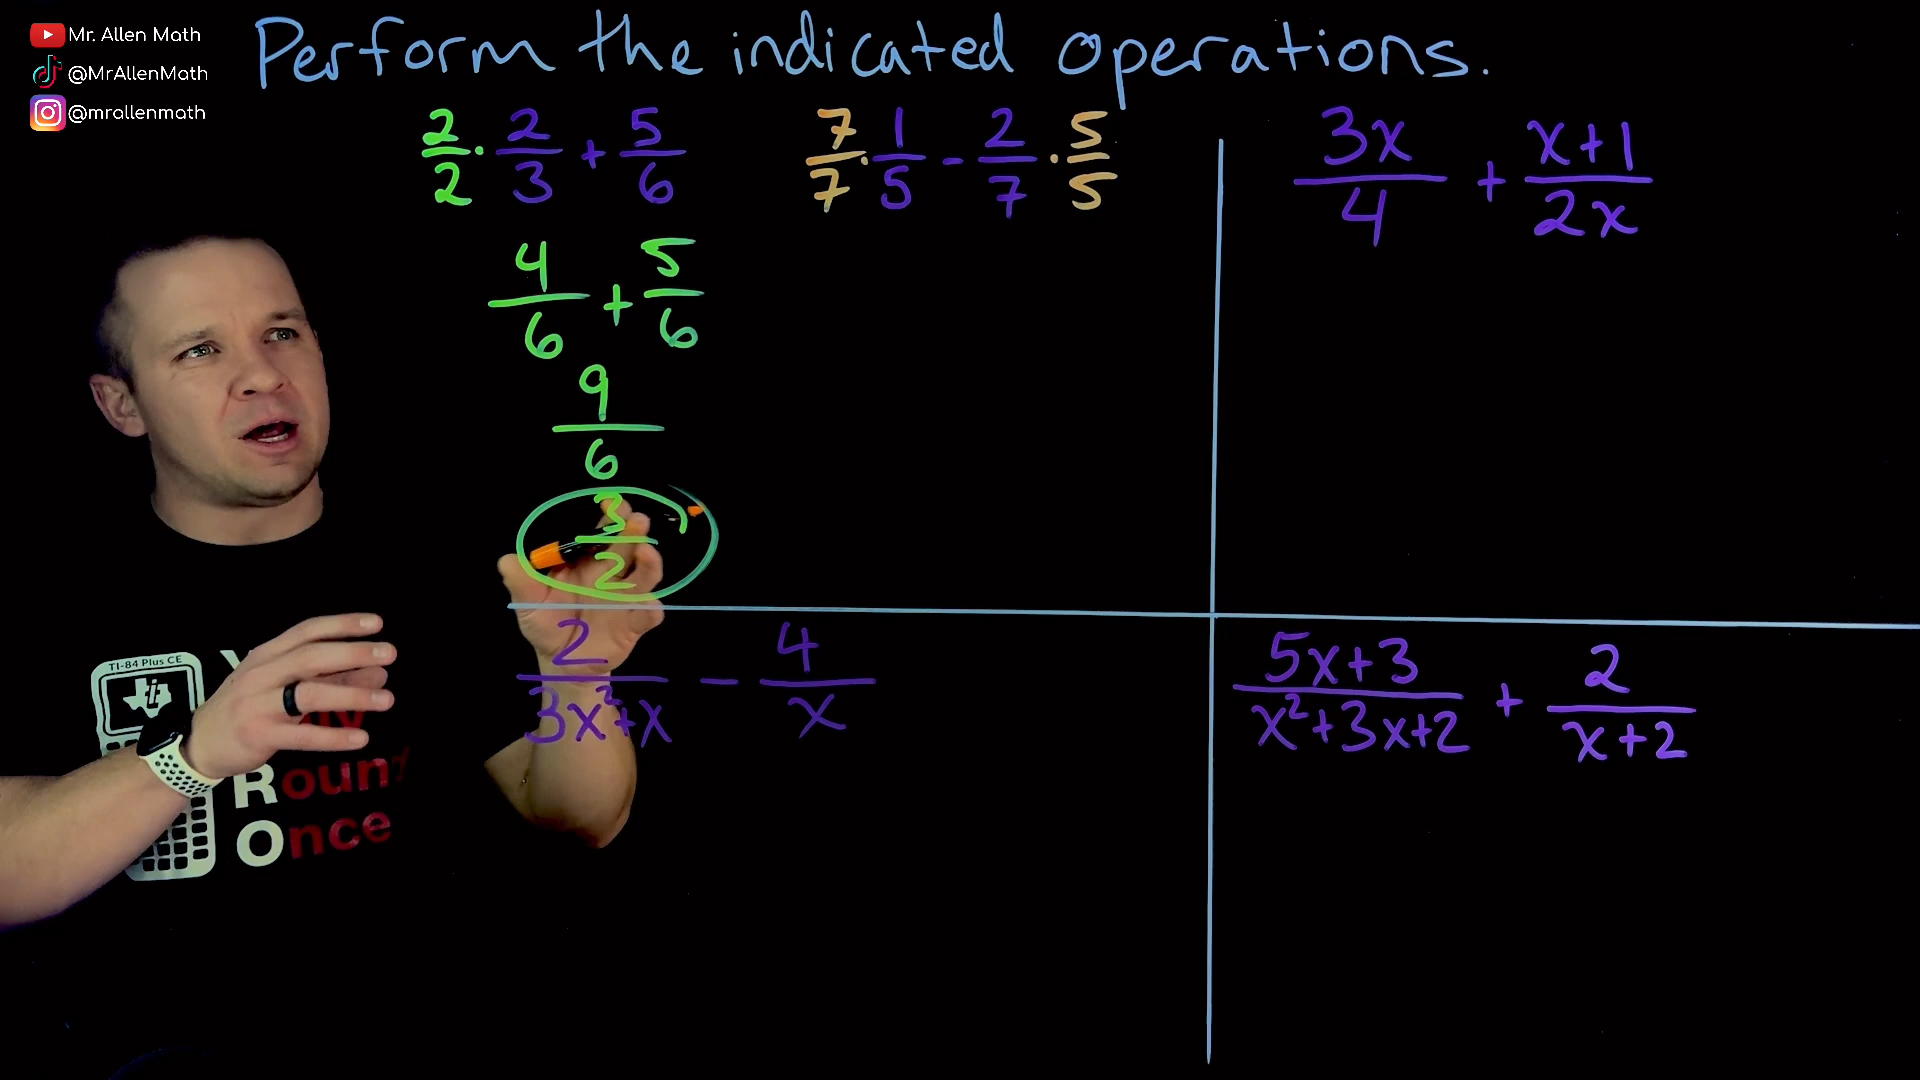 Mr. Allen Math
@MrAllenMath
@mrallenmath
Perform the indicated operations.
2/2 · 2/3 + 5/6
4/6 + 5/6
9/6
3/2
7/7 · 1/5 - 2/7 · 5/5
3x/4 + x+1/2x
2/3x²+x - 4/x
5x+3/x²+3x+2 + 2/x+2
TI-84 Plus CE
Roun
Once